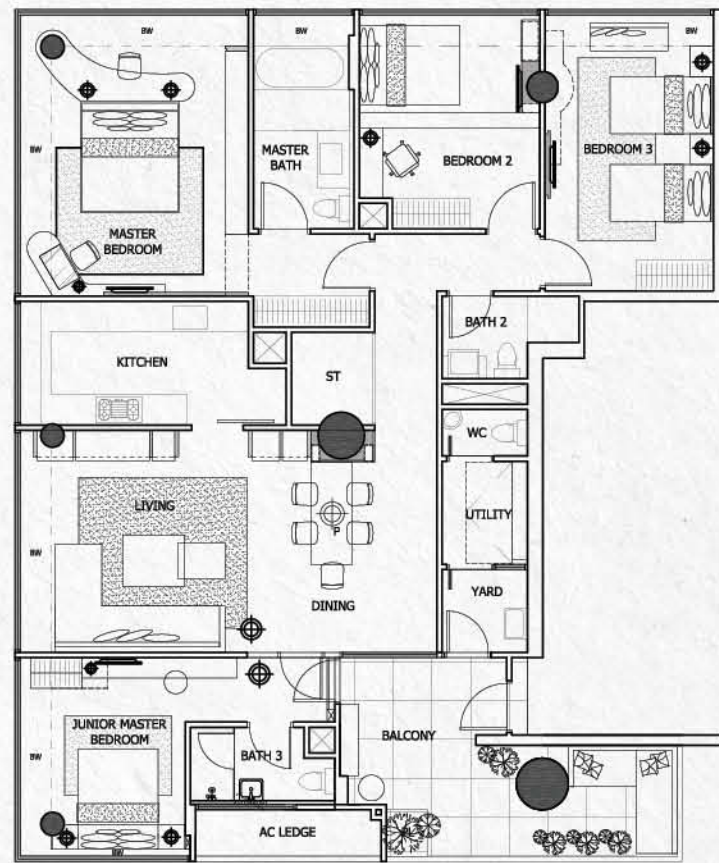 BW
BW
BW
BW
MASTER
BATH
BEDROOM 2
BEDROOM 3
MASTER
BEDROOM
KITCHEN
ST
BATH 2
WC
LIVING
UTILITY
P
BW
DINING
YARD
JUNIOR MASTER
BEDROOM
BALCONY
BATH 3
BW
AC LEDGE
BW